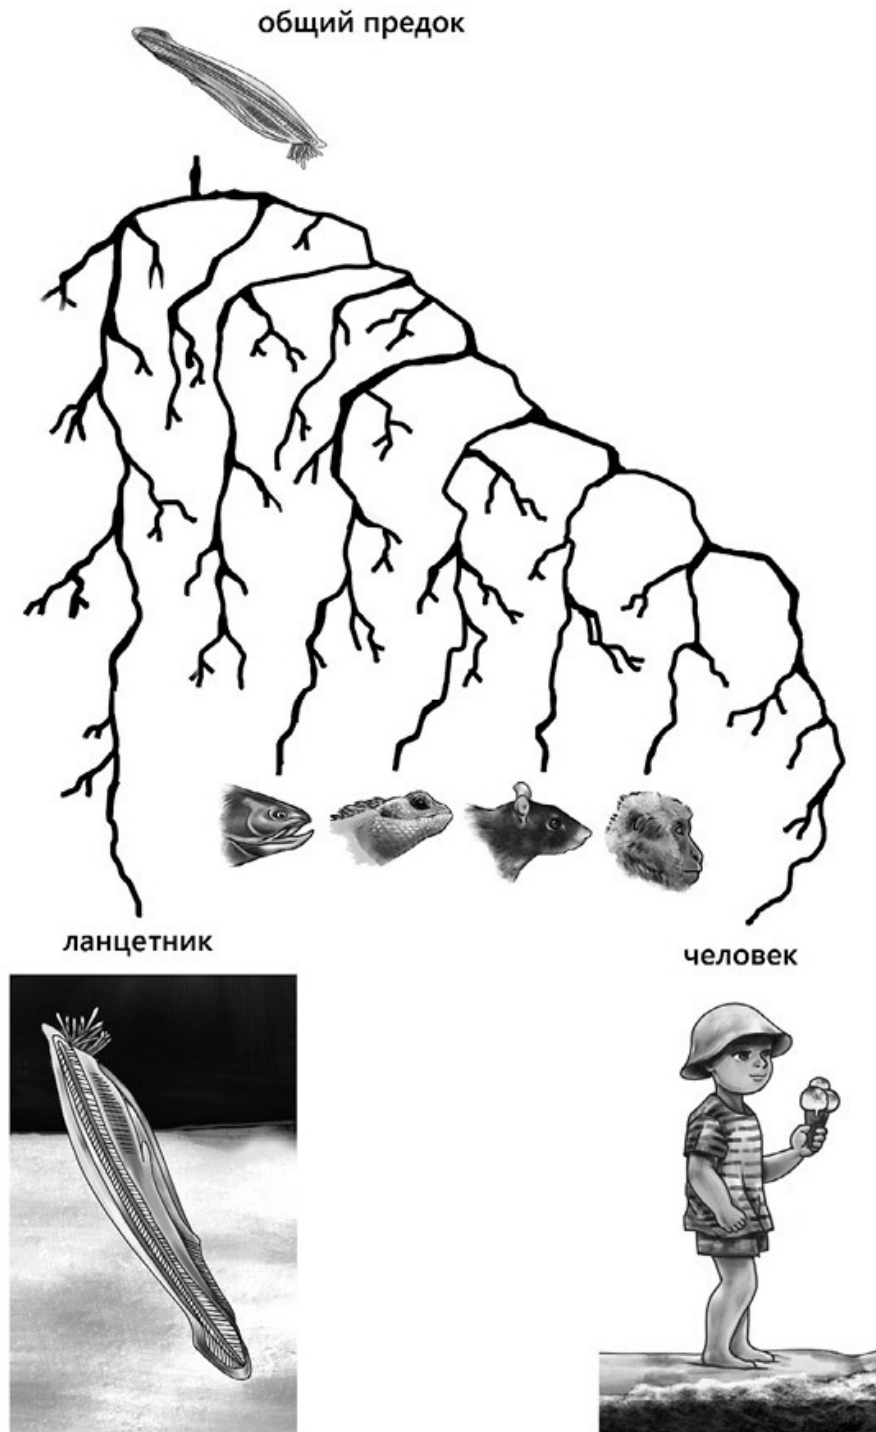 общий предок
ланцетник
человек